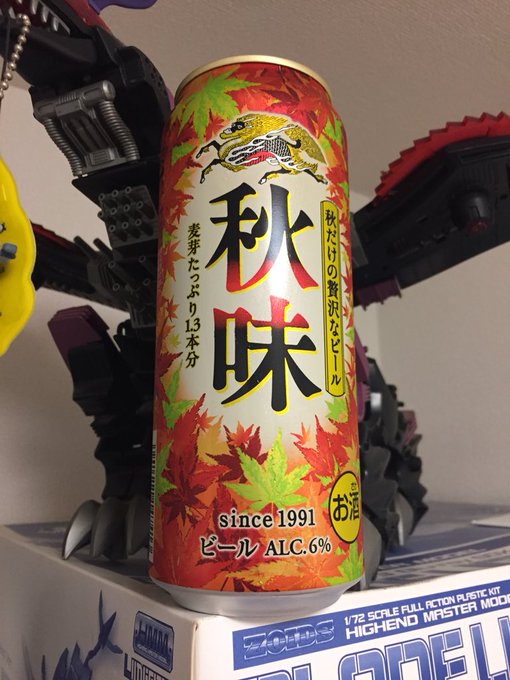 秋味
秋だけの贅沢なビール
麦芽たっぷり1.3本分
お酒
since 1991
ビール ALC.6%
ZOIDS
1/72 SCALE FULL ACTION PLASTIC KIT
HIGHEND MASTER MODE
HMM